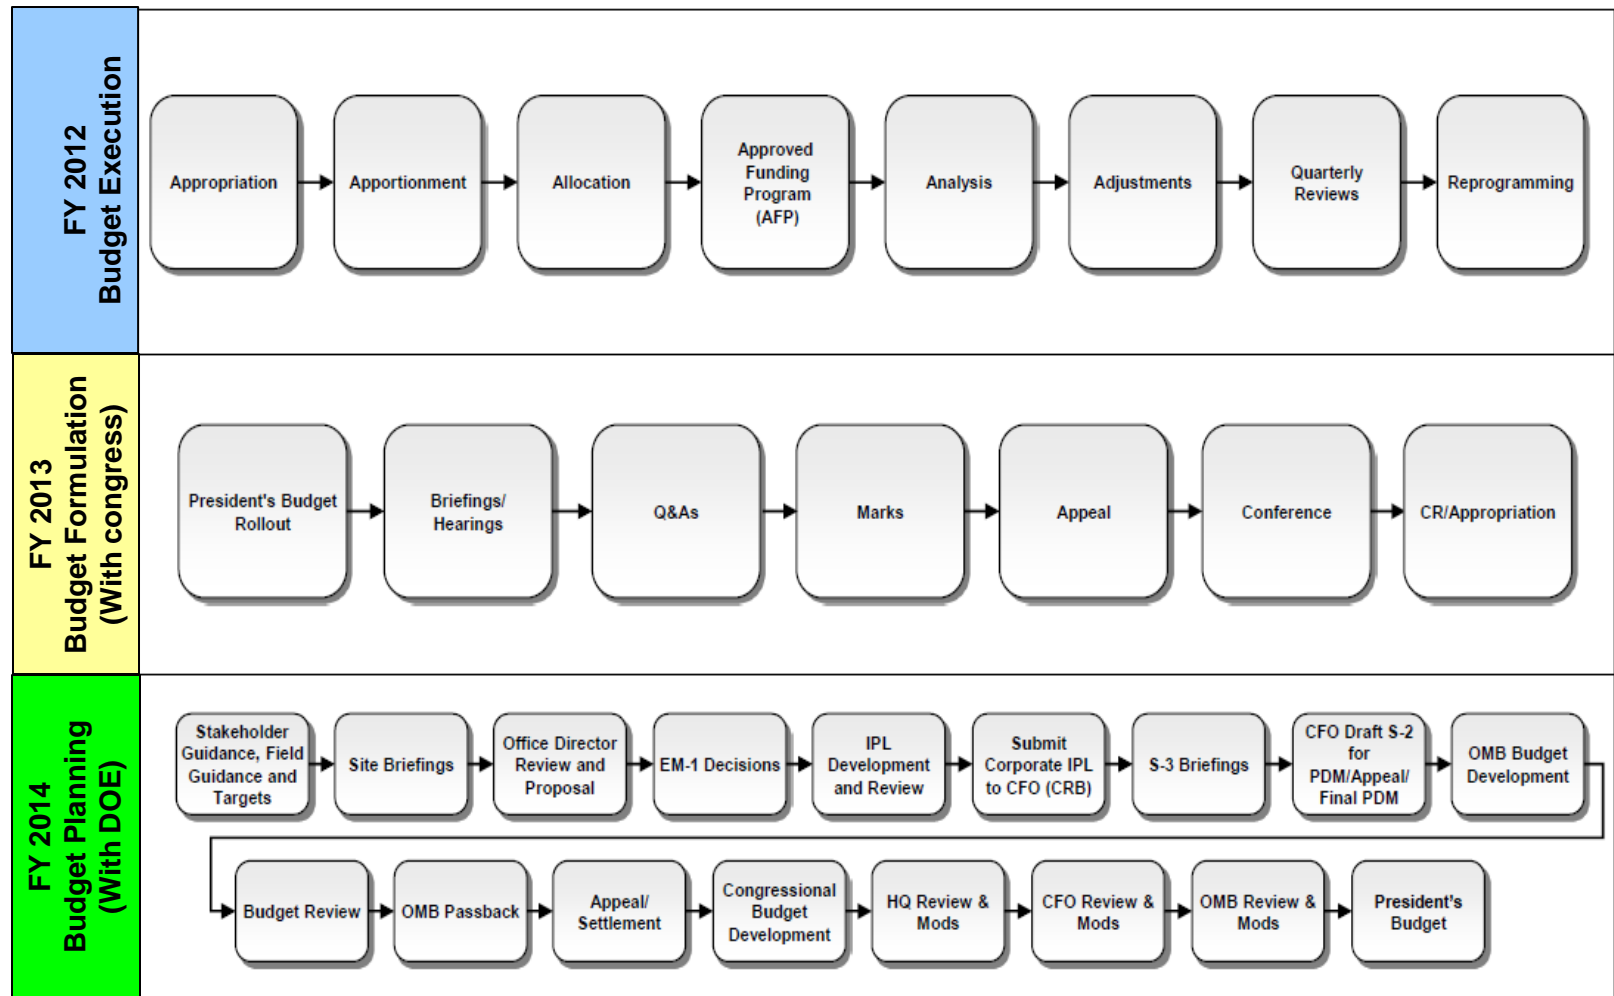 FY 2012
Budget Execution
Appropriation
Apportionment
Allocation
Approved
Funding
Program
(AFP)
Analysis
Adjustments
Quarterly
Reviews
Reprogramming
FY 2013
Budget Formulation
(With congress)
President's Budget
Rollout
Briefings/
Hearings
Q&As
Marks
Appeal
Conference
CR/Appropriation
FY 2014
Budget Planning
(With DOE)
Stakeholder
Guidance, Field
Guidance and
Targets
Site Briefings
Office Director
Review and
Proposal
EM-1 Decisions
IPL
Development
and Review
Submit
Corporate IPL
to CFO (CRB)
S-3 Briefings
CFO Draft S-2
for
PDM/Appeal/
Final PDM
OMB Budget
Development
Budget Review
OMB Passback
Appeal/
Settlement
Congressional
Budget
Development
HQ Review &
Mods
CFO Review &
Mods
OMB Review &
Mods
President's
Budget